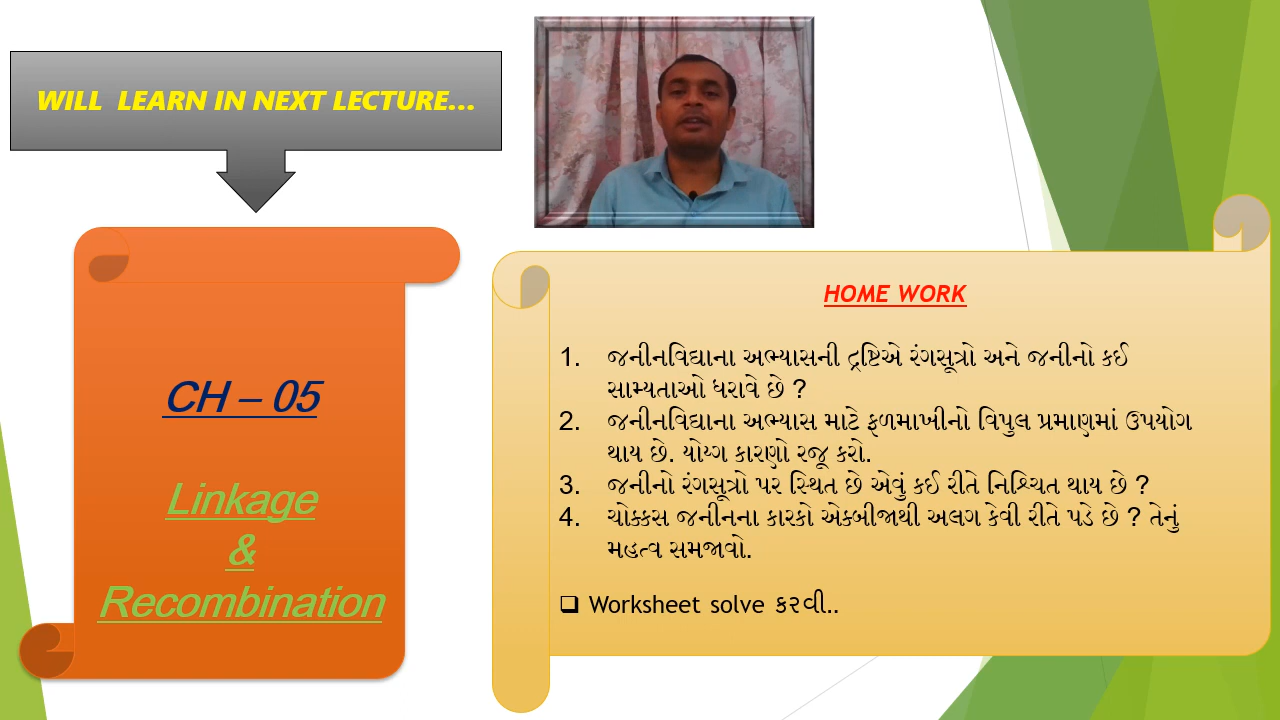 WILL LEARN IN NEXT LECTURE...
CH – 05
Linkage
&
Recombination
HOME WORK
1. જનીનવિદ્યાના અભ્યાસની દ્રષ્ટિએ રંગસૂત્રો અને જનીનો કઈ
સામ્યતાઓ ધરાવે છે ?
2. જનીનવિદ્યાના અભ્યાસ માટે ફળમાખીનો વિપુલ પ્રમાણમાં ઉપયોગ
થાય છે. યોગ્ય કારણો રજૂ કરો.
3. જનીનો રંગસૂત્રો પર સ્થિત છે એવું કઈ રીતે નિશ્ચિત થાય છે ?
4. ચોક્કસ જનીનના કારકો એકબીજાથી અલગ કેવી રીતે પડે છે ? તેનું
મહત્વ સમજાવો.
❑ Worksheet solve કરવી..